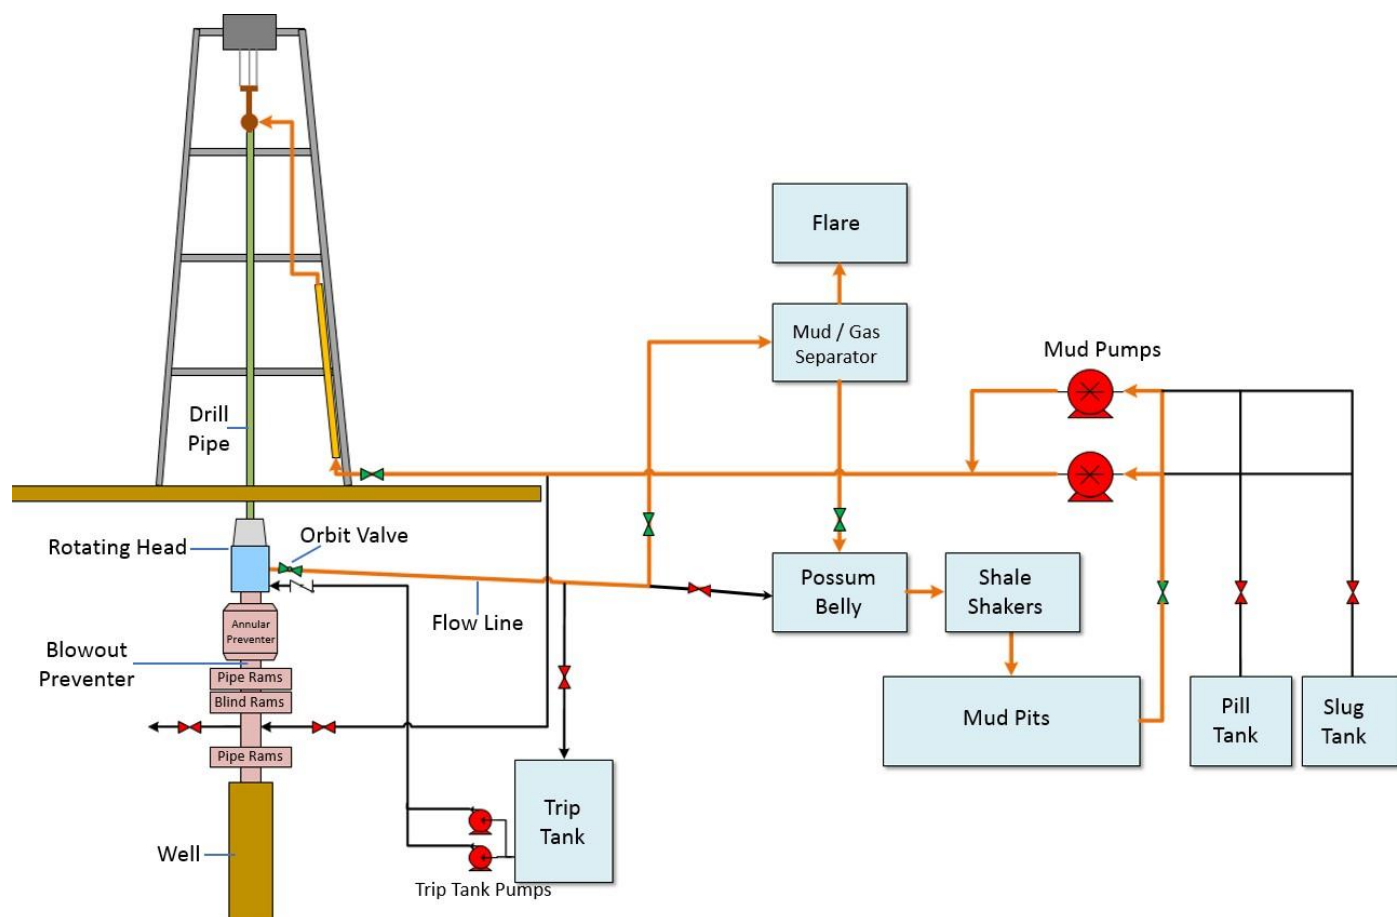 Flare
Mud / Gas
Separator
Mud Pumps
Drill
Pipe
Rotating Head
Orbit Valve
Flow Line
Possum
Belly
Shale
Shakers
Annular
Preventer
Blowout
Preventer
Pipe Rams
Blind Rams
Pipe Rams
Mud Pits
Pill
Tank
Slug
Tank
Trip
Tank
Well
Trip Tank Pumps